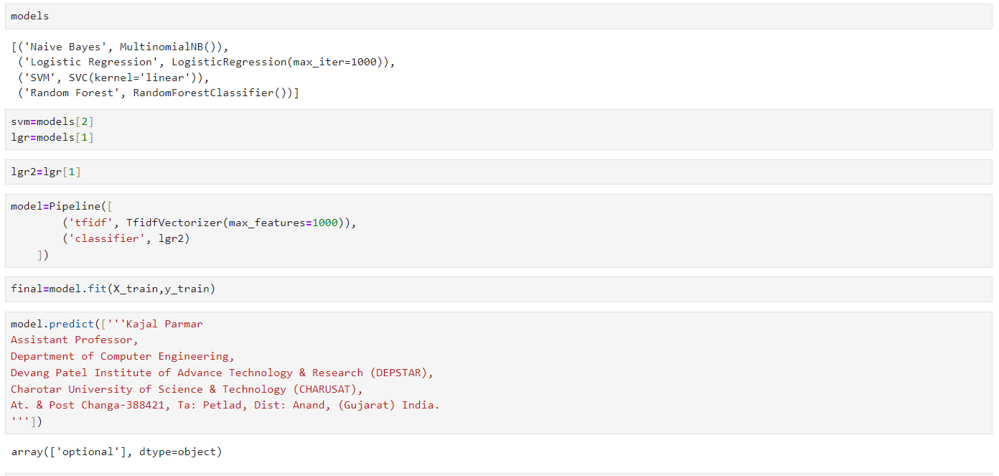 models
[('Naive Bayes', MultinomialNB()),
 ('Logistic Regression', LogisticRegression(max_iter=1000)),
 ('SVM', SVC(kernel='linear')),
 ('Random Forest', RandomForestClassifier())]
svm=models[2]
lgr=models[1]
lgr2=lgr[1]
model=Pipeline([
        ('tfidf', TfidfVectorizer(max_features=1000)),
        ('classifier', lgr2)
    ])
final=model.fit(X_train,y_train)
model.predict(['''Kajal Parmar
Assistant Professor,
Department of Computer Engineering,
Devang Patel Institute of Advance Technology & Research (DEPSTAR),
Charotar University of Science & Technology (CHARUSAT),
At. & Post Changa-388421, Ta: Petlad, Dist: Anand, (Gujarat) India.
'''])
array(['optional'], dtype=object)